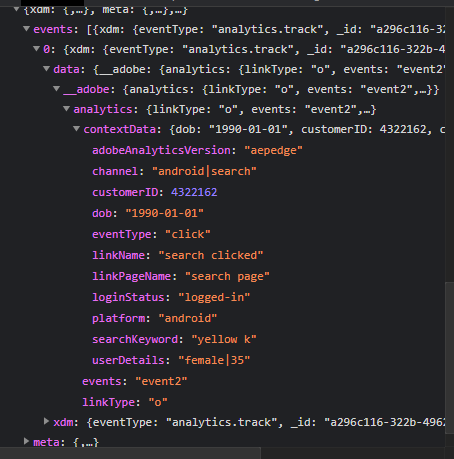 {xdm: {,…}, meta: {,…},…}
events: [{xdm: {eventType: "analytics.track", _id: "a296c116-32
0: {xdm: {eventType: "analytics.track", _id: "a296c116-322b-4
data: {__adobe: {analytics: {linkType: "o", events: "event2"
__adobe: {analytics: {linkType: "o", events: "event2",…}}
analytics: {linkType: "o", events: "event2",…}
contextData: {dob: "1990-01-01", customerID: 4322162, c
adobeAnalyticsVersion: "aepedge"
channel: "android|search"
customerID: 4322162
dob: "1990-01-01"
eventType: "click"
linkName: "search clicked"
linkPageName: "search page"
loginStatus: "logged-in"
platform: "android"
searchKeyword: "yellow k"
userDetails: "female|35"
events: "event2"
linkType: "o"
xdm: {eventType: "analytics.track", _id: "a296c116-322b-496
meta: {,…}